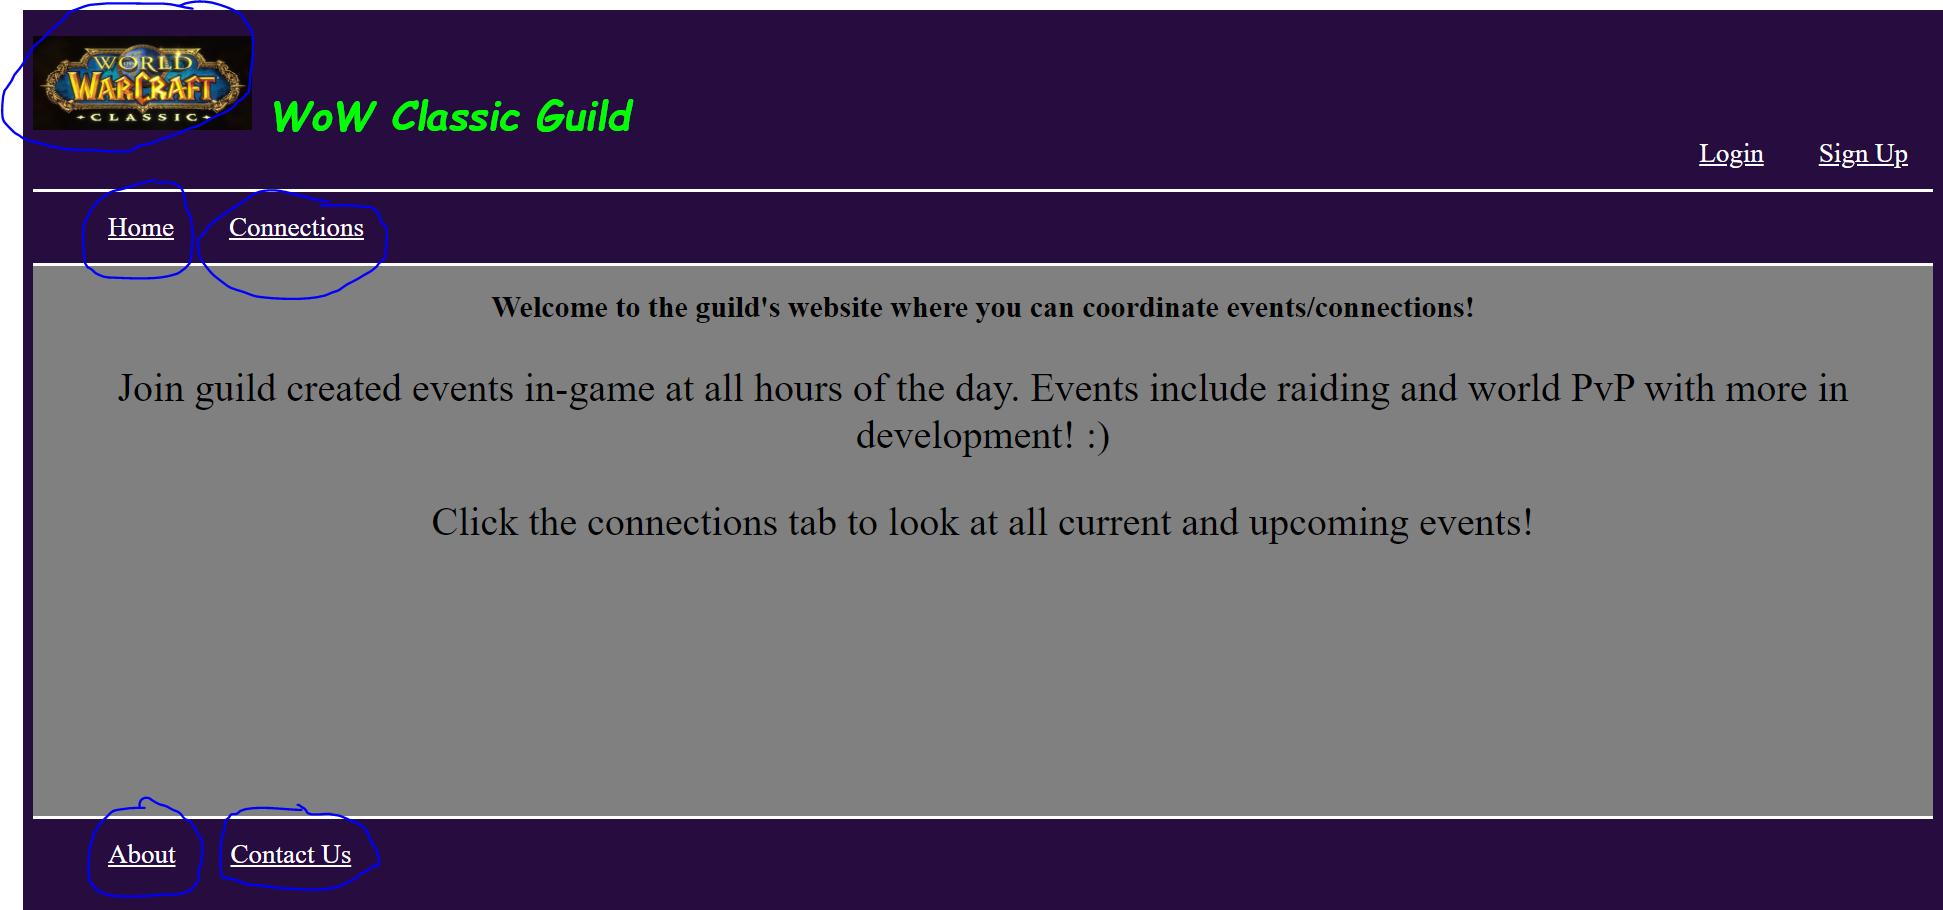 WORLD
WARCRAFT
CLASSIC
WoW Classic Guild
Login Sign Up
Home Connections
Welcome to the guild's website where you can coordinate events/connections!
Join guild created events in-game at all hours of the day. Events include raiding and world PvP with more in
development! :)
Click the connections tab to look at all current and upcoming events!
About Contact Us